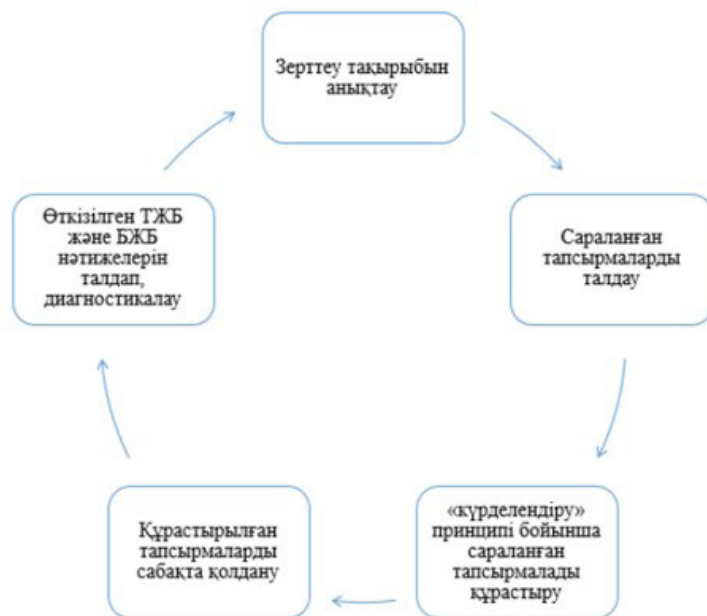 Зерттеу тақырыбын
анықтау
Сараланған
тапсырмаларды
талдау
«күрделендіру»
принципі бойынша
сараланған
тапсырмалады
құрастыру
Құрастырылған
тапсырмаларды
сабақта қолдану
Өткізілген ТЖБ
және БЖБ
нәтижелерін
талдап,
диагностикалау